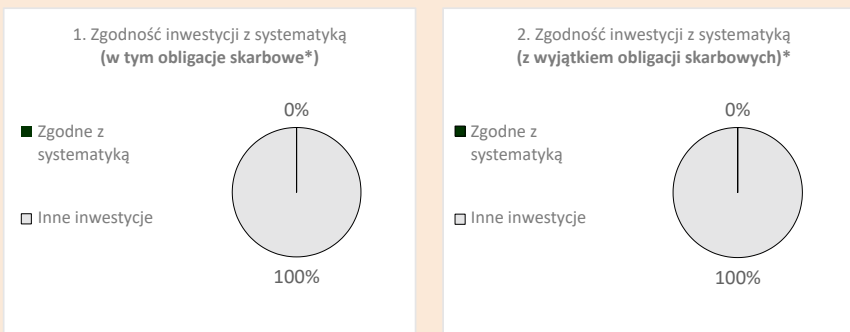 1. Zgodność inwestycji z systematyką
(w tym obligacje skarbowe*)
0%
Zgodne z
systematyką
Inne inwestycje
100%
2. Zgodność inwestycji z systematyką
(z wyjątkiem obligacji skarbowych)*
0%
Zgodne z
systematyką
Inne inwestycje
100%